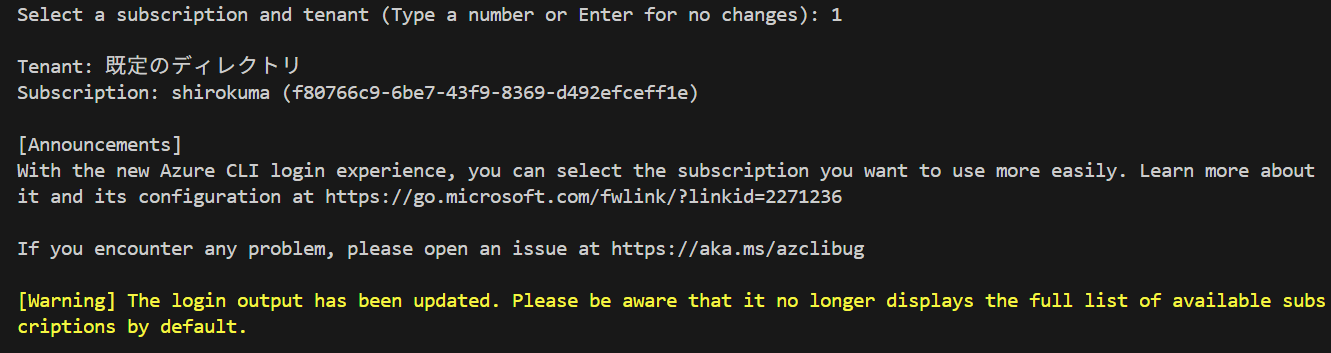 Select a subscription and tenant (Type a number or Enter for no changes): 1
Tenant: 既定のディレクトリ
Subscription: shirokuma (f80766c9-6be7-43f9-8369-d492efceff1e)
[Announcements]
With the new Azure CLI login experience, you can select the subscription you want to use more easily. Learn more about
it and its configuration at https://go.microsoft.com/fwlink/?linkid=2271236
If you encounter any problem, please open an issue at https://aka.ms/azclibug
[Warning] The login output has been updated. Please be aware that it no longer displays the full list of available subs
criptions by default.